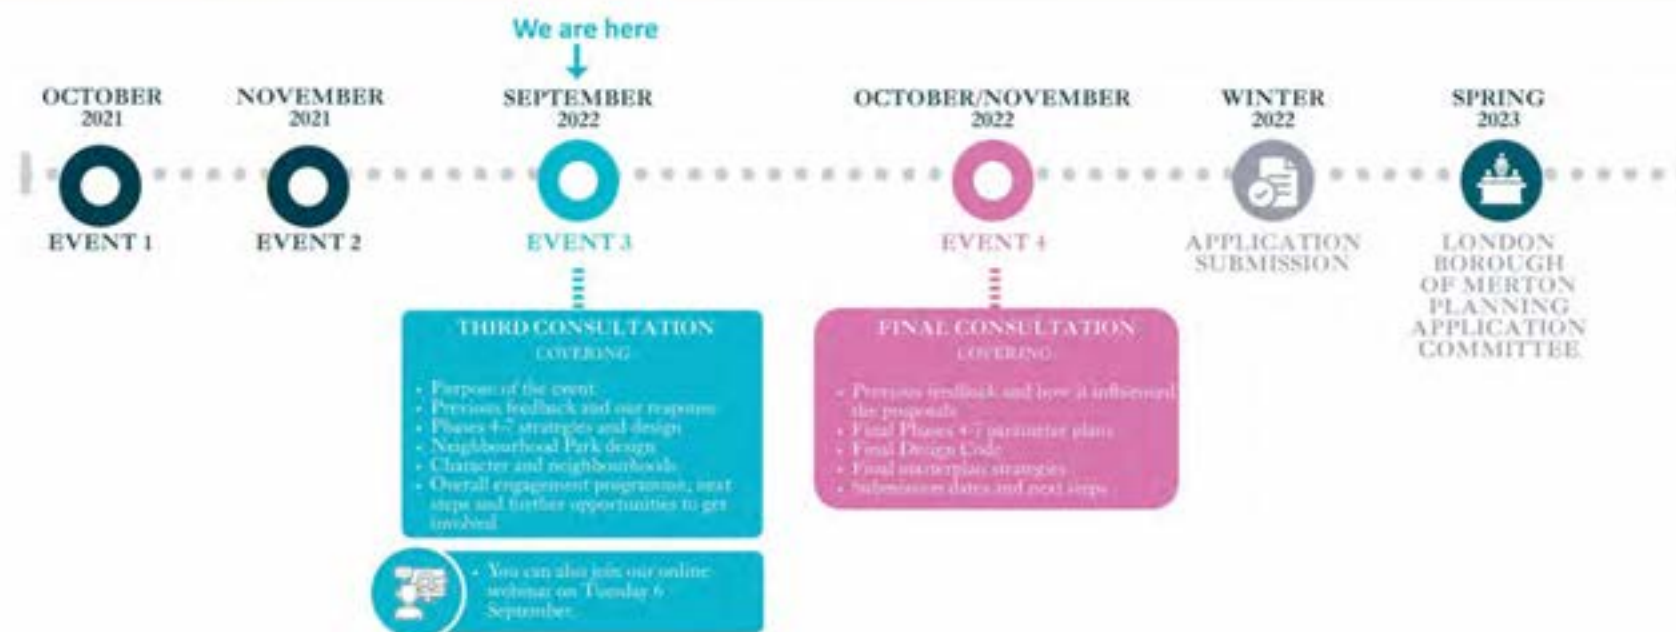 We are here
OCTOBER
2021
NOVEMBER
2021
SEPTEMBER
2022
OCTOBER/NOVEMBER
2022
WINTER
2022
SPRING
2023
EVENT 1
EVENT 2
EVENT 3
EVENT 4
APPLICATION
SUBMISSION
LONDON
BOROUGH
OF MERTON
PLANNING
APPLICATION
COMMITTEE
THIRD CONSULTATION
COVERING
• Purpose of the event
• Previous feedback and our response
• Phases 4-7 strategies and design
• Neighbourhood Park design
• Character and neighbourhoods
• Overall engagement programme, next
steps and further opportunities to get
involved
• You can also join our online
webinar on Tuesday 6
September.
FINAL CONSULTATION
COVERING
• Previous feedback and how it influenced
the proposals
• Final Phases 4-7 parameter plans
• Final Design Code
• Final masterplan strategies
• Submission dates and next steps